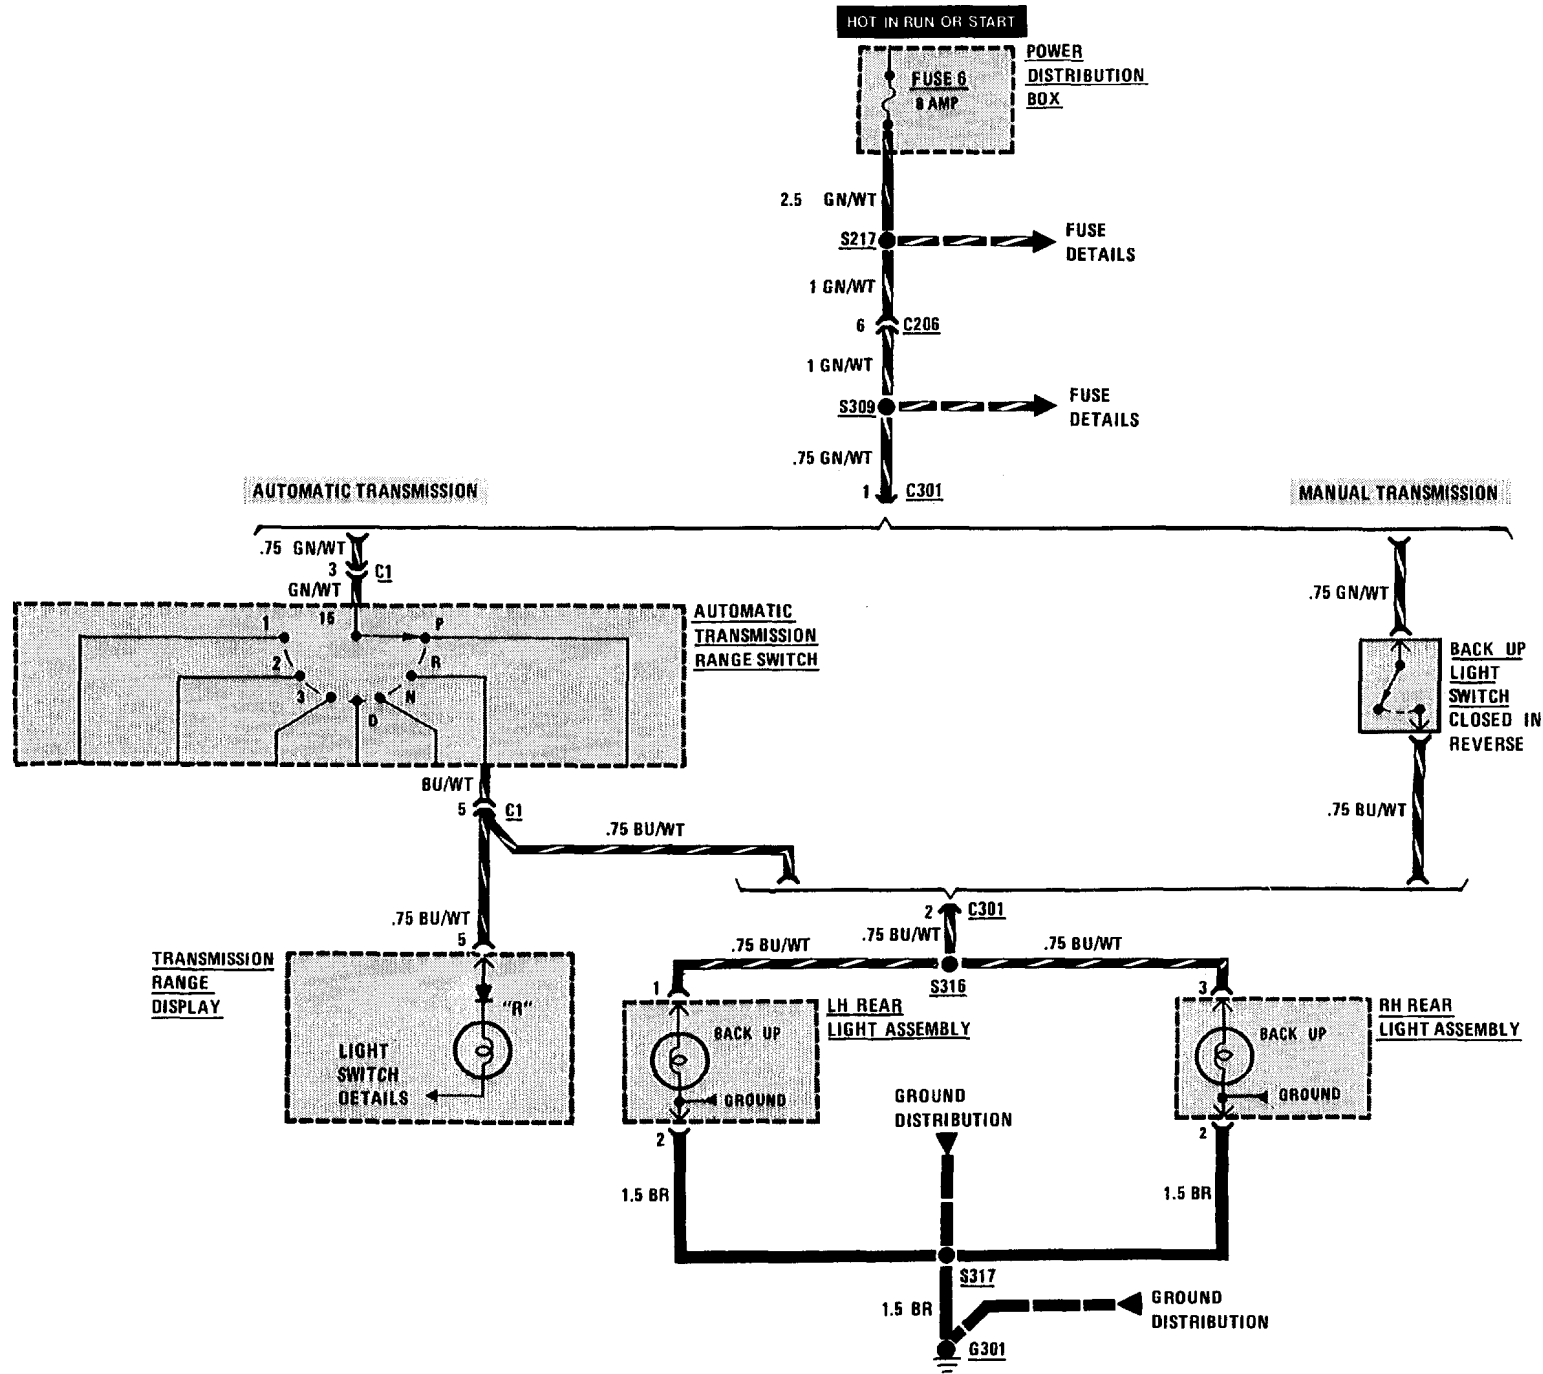 HOT IN RUN OR START
POWER
DISTRIBUTION
BOX
FUSE 6
8 AMP
2.5 GN/WT
S217
FUSE
DETAILS
1 GN/WT
6
C206
1 GN/WT
S309
FUSE
DETAILS
.75 GN/WT
1
C301
AUTOMATIC TRANSMISSION
MANUAL TRANSMISSION
.75 GN/WT
3
C1
GN/WT
AUTOMATIC
TRANSMISSION
RANGE SWITCH
1
15
P
2
R
3
N
D
.75 GN/WT
BACK UP
LIGHT
SWITCH
CLOSED IN
REVERSE
BU/WT
5
C1
.75 BU/WT
.75 BU/WT
.75 BU/WT
5
2
C301
.75 BU/WT
.75 BU/WT
.75 BU/WT
S316
TRANSMISSION
RANGE
DISPLAY
"R"
LIGHT
SWITCH
DETAILS
1
LH REAR
LIGHT ASSEMBLY
BACK UP
GROUND
2
3
RH REAR
LIGHT ASSEMBLY
BACK UP
GROUND
2
GROUND
DISTRIBUTION
1.5 BR
1.5 BR
S317
1.5 BR
GROUND
DISTRIBUTION
G301